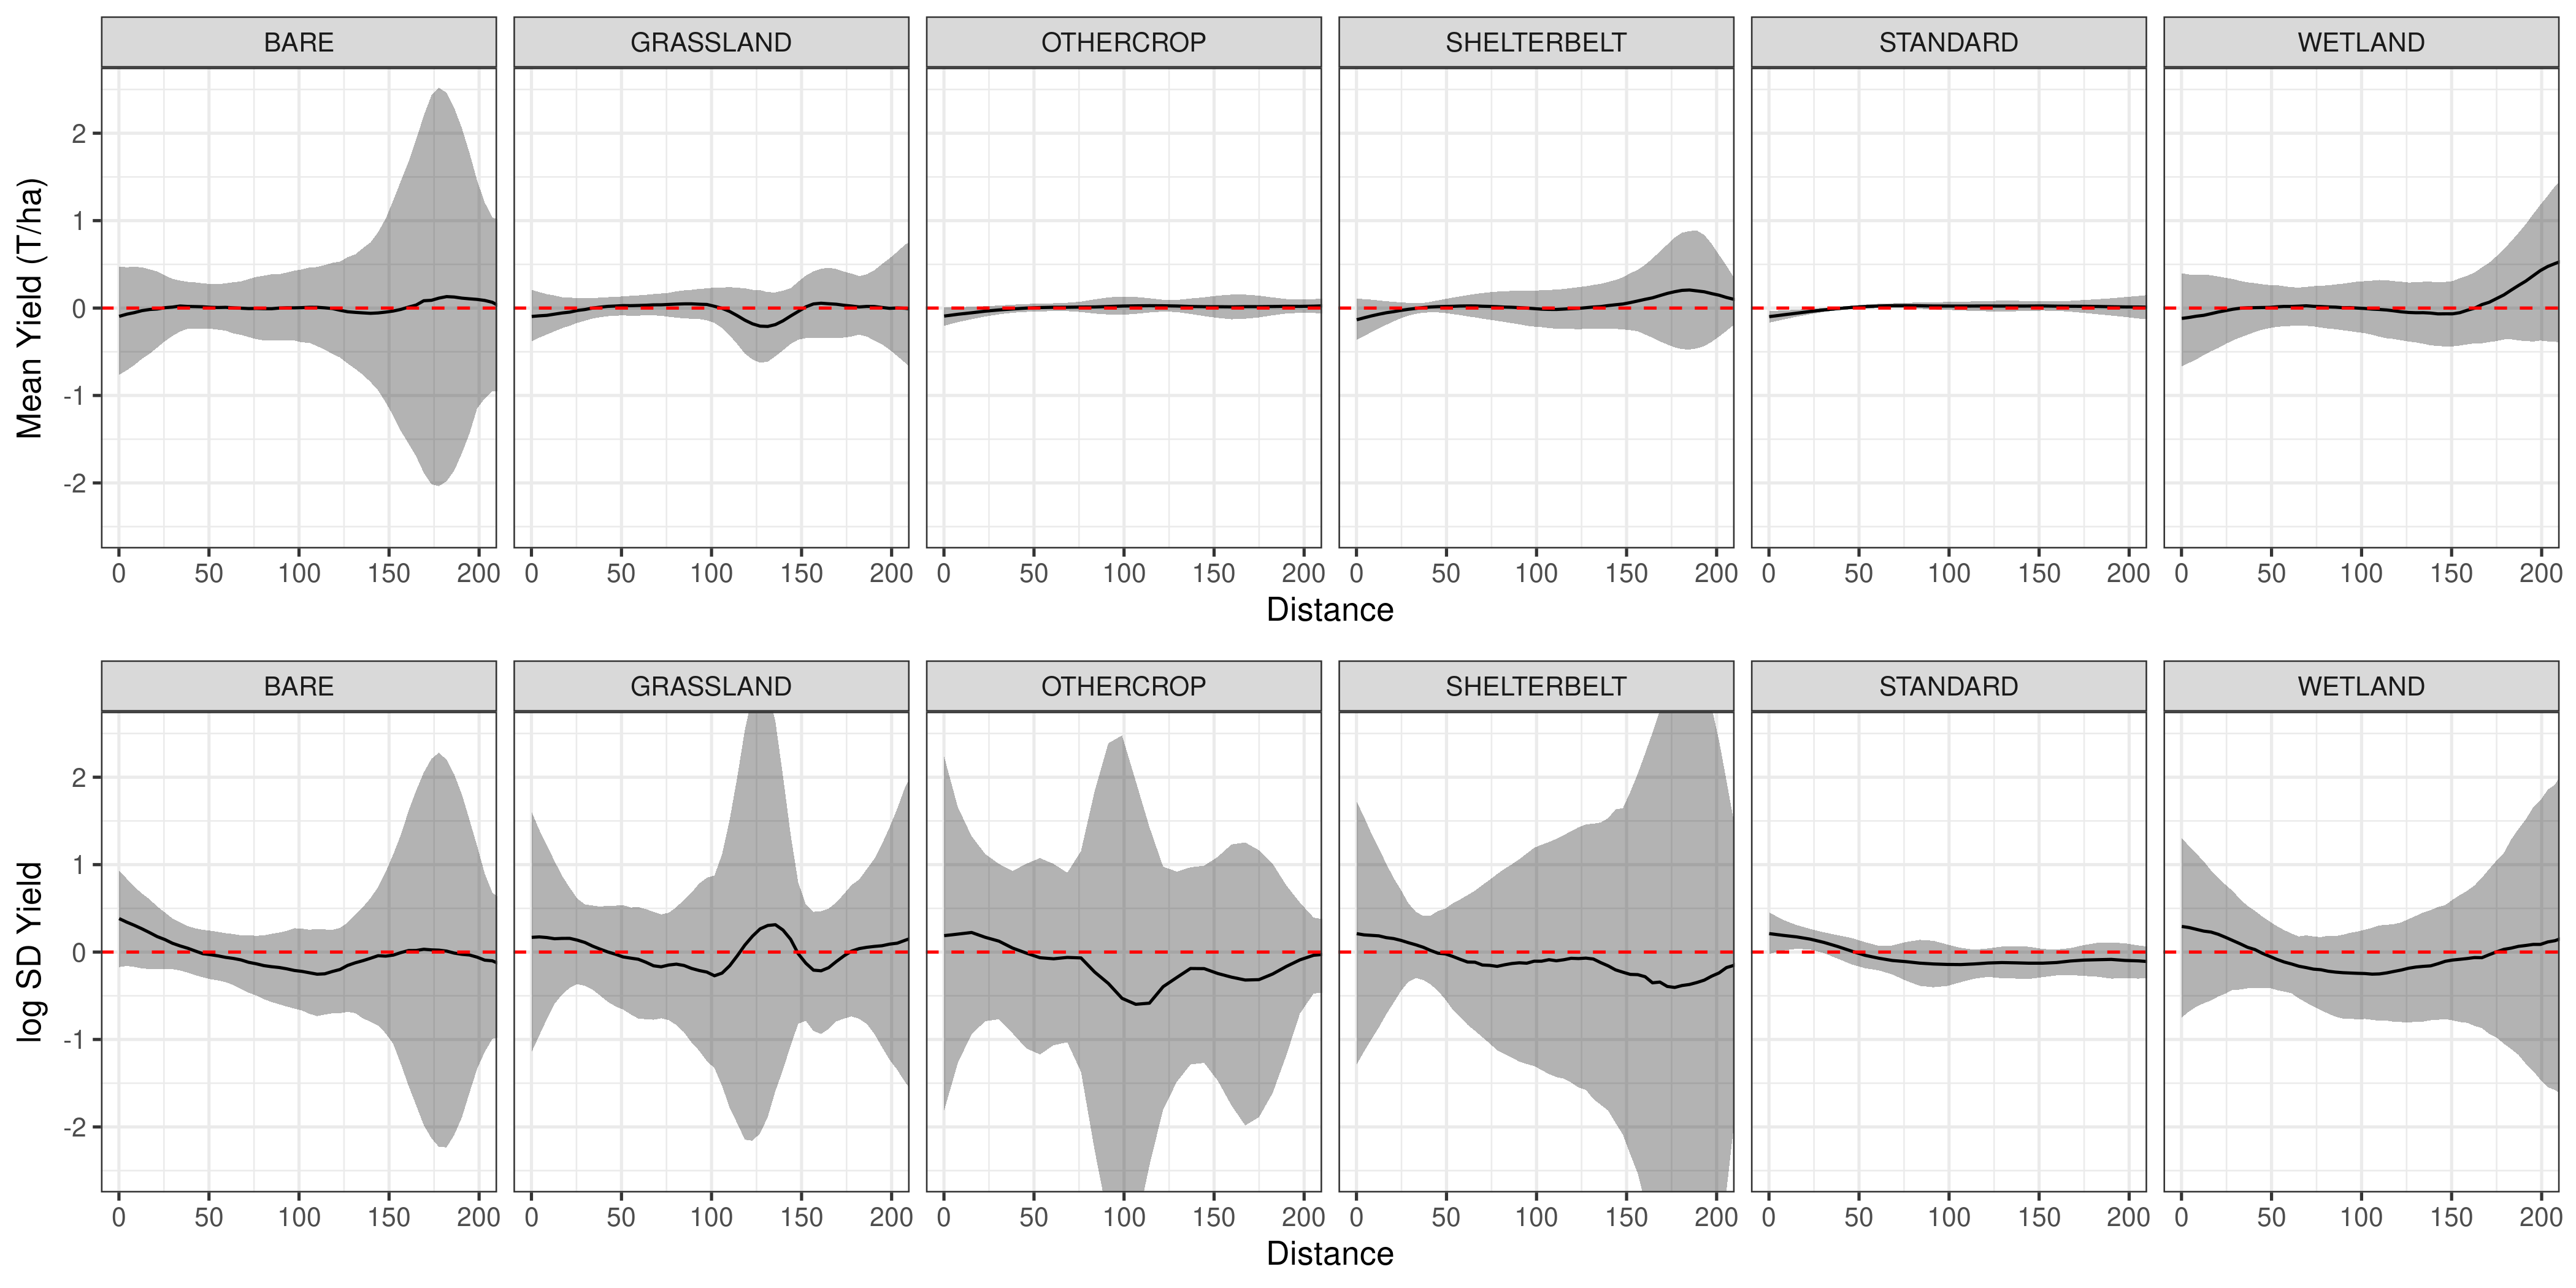 BARE GRASSLAND OTHERCROP SHELTERBELT STANDARD WETLAND
Mean Yield (T/ha)
2
1
0
-1
-2
0 50 100 150 200 0 50 100 150 200 0 50 100 150 200 0 50 100 150 200 0 50 100 150 200 0 50 100 150 200
Distance
BARE GRASSLAND OTHERCROP SHELTERBELT STANDARD WETLAND
log SD Yield
2
1
0
-1
-2
0 50 100 150 200 0 50 100 150 200 0 50 100 150 200 0 50 100 150 200 0 50 100 150 200 0 50 100 150 200
Distance